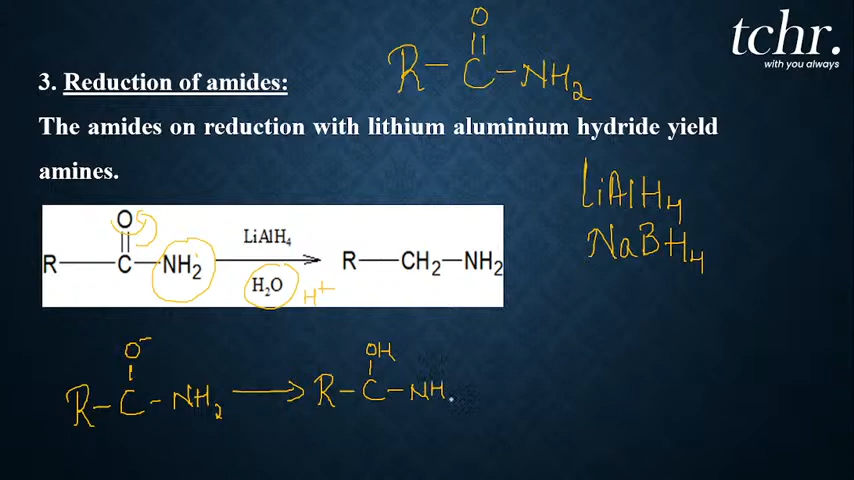 O
tchr.
with you always
R-C-NH2
3. Reduction of amides:
The amides on reduction with lithium aluminium hydride yield
amines.
LiAlH4
NaBH4
O
R-C-NH2
LiAlH4
H2O
H+
R-CH2-NH2
O-
R-C-NH2
OH
R-C-NH